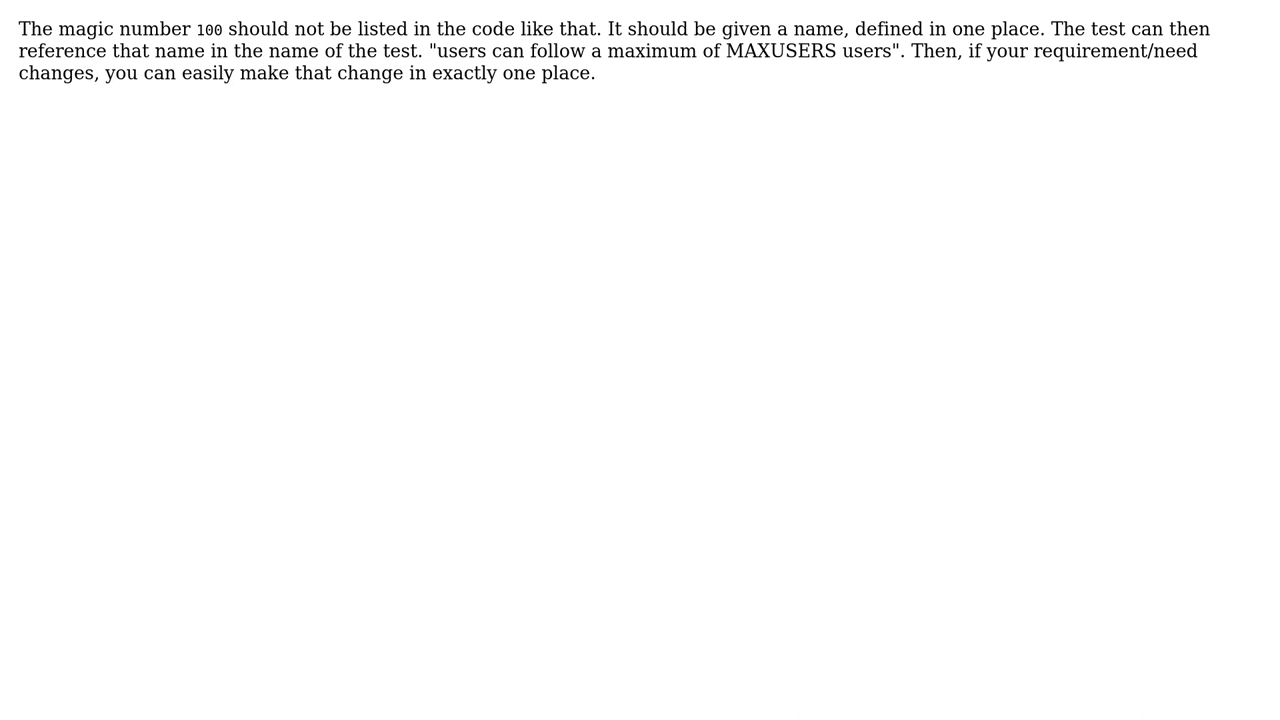 The magic number 100 should not be listed in the code like that. It should be given a name, defined in one place. The test can then
reference that name in the name of the test. "users can follow a maximum of MAXUSERS users". Then, if your requirement/need
changes, you can easily make that change in exactly one place.